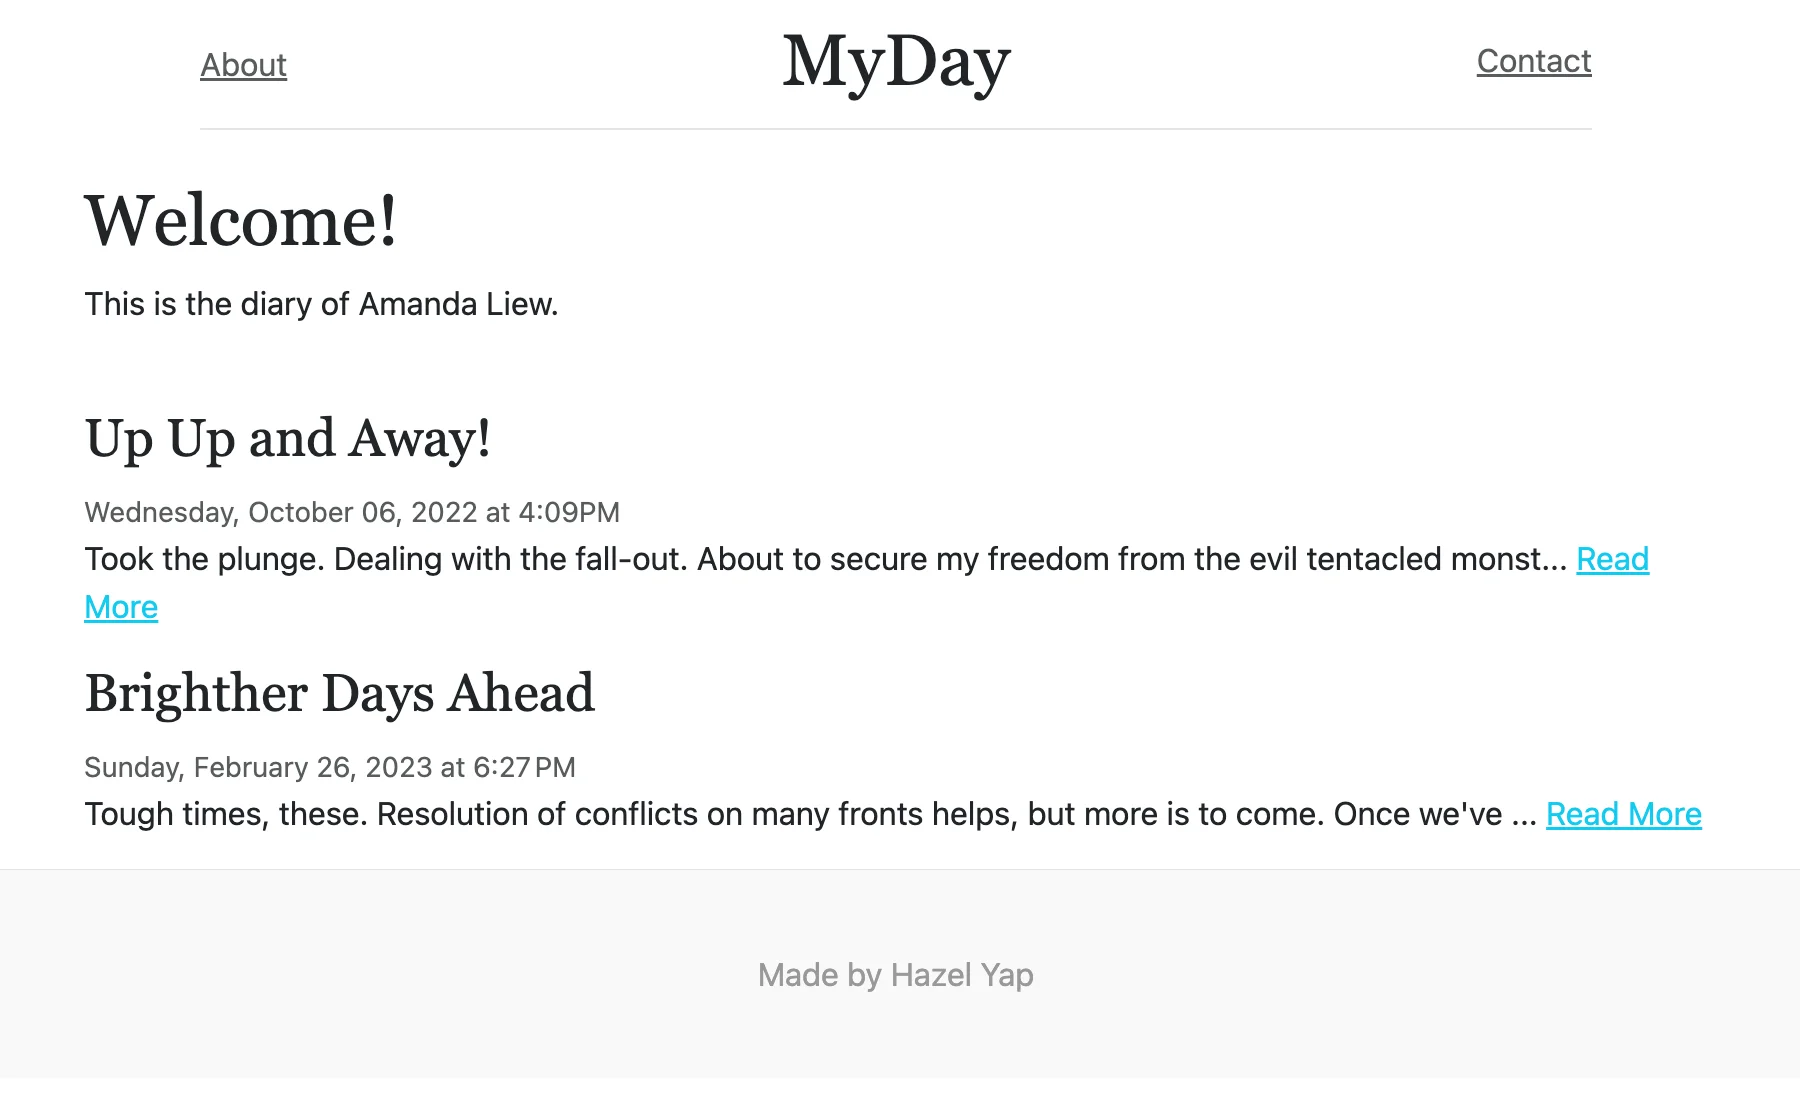 About MyDay Contact
Welcome!
This is the diary of Amanda Liew.
Up Up and Away!
Wednesday, October 06, 2022 at 4:09PM
Took the plunge. Dealing with the fall-out. About to secure my freedom from the evil tentacled monst... Read
More
Brighther Days Ahead
Sunday, February 26, 2023 at 6:27PM
Tough times, these. Resolution of conflicts on many fronts helps, but more is to come. Once we've ... Read More
Made by Hazel Yap